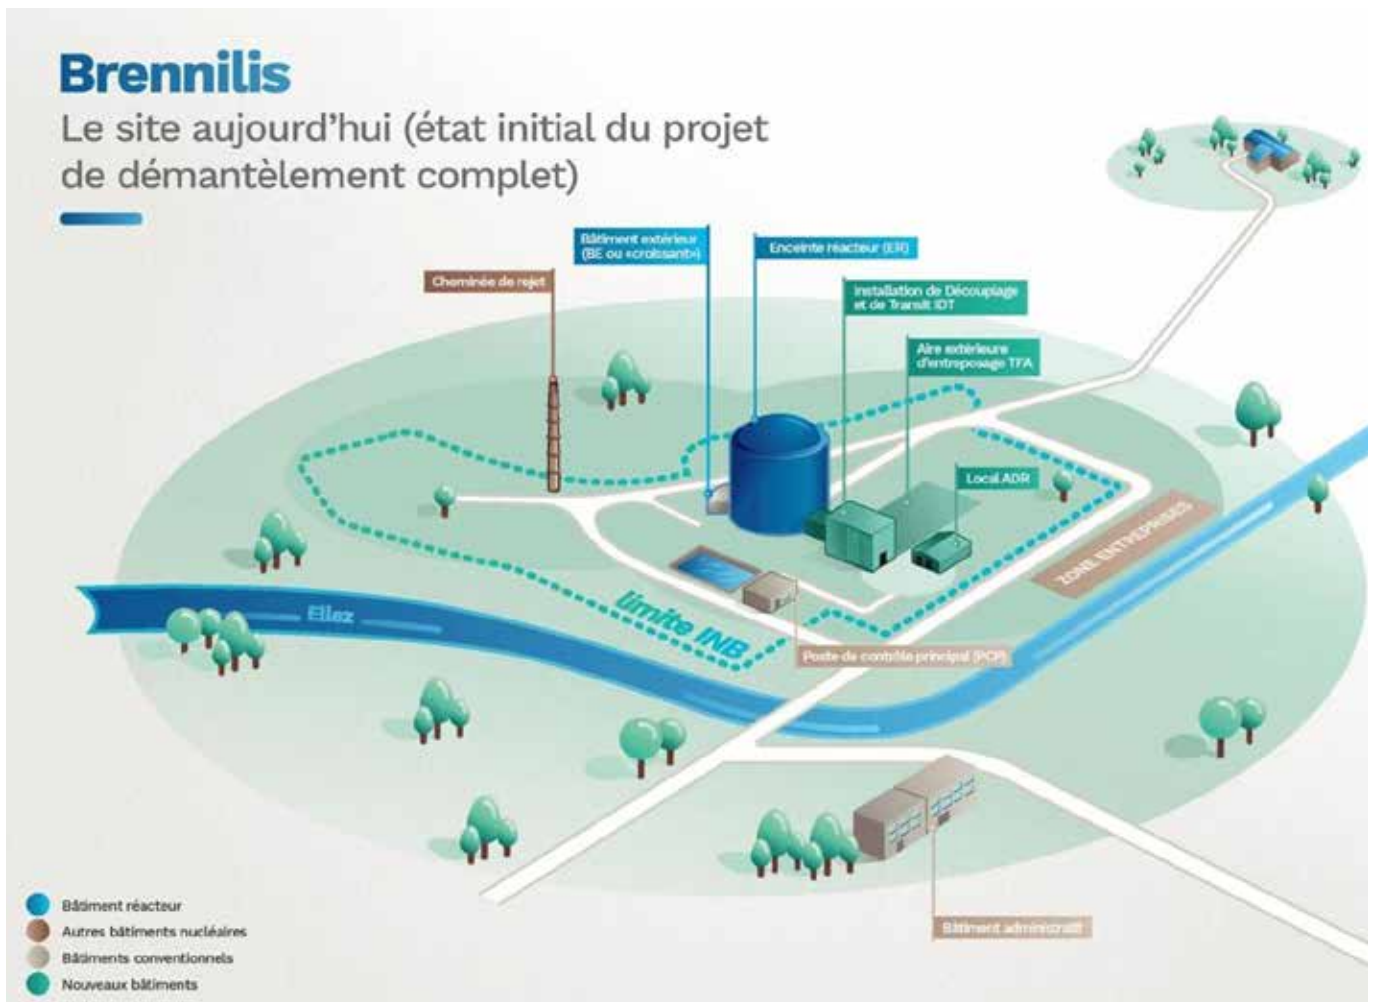 Brennilis
Le site aujourd'hui (état initial du projet
de démantèlement complet)
Bâtiment extérieur
(BE ou «croissant»)
Enceinte réacteur (ER)
Cheminée de rejet
Installation de Découplage
et de Transit IDT
Aire extérieure
d'entreposage TFA
Local ADR
ZONE ENTREPRISES
Ellez
limite INB
Poste de contrôle principal (PCP)
Bâtiment administratif
Bâtiment réacteur
Autres bâtiments nucléaires
Bâtiments conventionnels
Nouveaux bâtiments